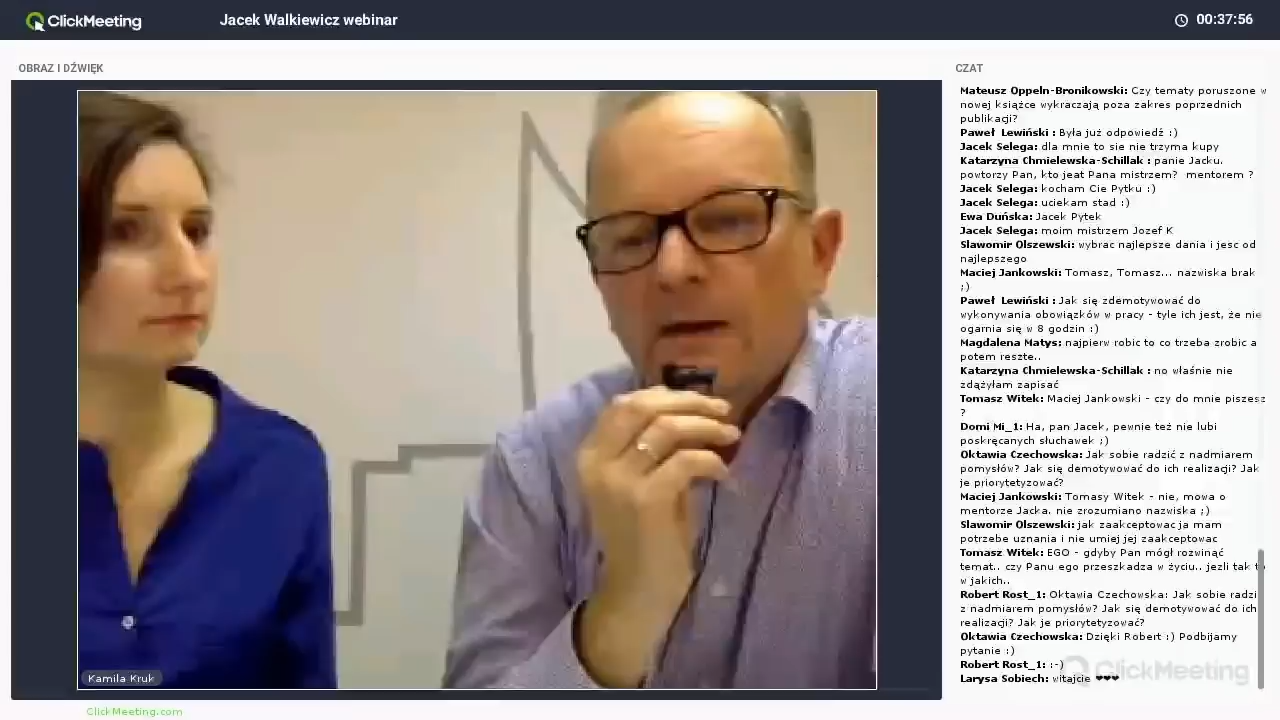 ClickMeeting
Jacek Walkiewicz webinar
00:37:56
OBRAZ I DŹWIĘK
CZAT
Mateusz Oppeln-Bronikowski: Czy tematy poruszone w
nowej książce wykraczają poza zakres poprzednich
publikacji?
Paweł Lewiński : Była już odpowiedź :)
Jacek Selega: dla mnie to sie nie trzyma kupy
Katarzyna Chmielewska-Schillak : panie Jacku.
powtorzy Pan, kto jeat Pana mistrzem? mentorem ?
Jacek Selega: kocham Cie Pytku :)
Jacek Selega: uciekam stad :)
Ewa Duńska: Jacek Pytek
Jacek Selega: moim mistrzem Jozef K
Slawomir Olszewski: wybrac najlepsze dania i jesc od
najlepszego
Maciej Jankowski: Tomasz, Tomasz... nazwiska brak
;)
Paweł Lewiński : Jak się zdemotywować do
wykonywania obowiązków w pracy - tyle ich jest, że nie
ogarnia się w 8 godzin :)
Magdalena Matys: najpierw robic to co trzeba zrobic a
potem reszte..
Katarzyna Chmielewska-Schillak : no właśnie nie
zdążyłam zapisać
Tomasz Witek: Maciej Jankowski - czy do mnie piszesz
?
Domi Mi_1: Ha, pan Jacek, pewnie też nie lubi
poskręcanych słuchawek ;)
Oktawia Czechowska: Jak sobie radzić z nadmiarem
pomysłów? Jak się demotywować do ich realizacji? Jak
je priorytetyzować?
Maciej Jankowski: Tomasy Witek - nie, mowa o
mentorze Jacka. nie zrozumiano nazwiska ;)
Slawomir Olszewski: jak zaakceptowac ja mam
potrzebe uznania i nie umiej jej zaakceptowac
Tomasz Witek: EGO - gdyby Pan mógł rozwinąć
temat.. czy Panu ego przeszkadza w życiu.. jezli tak to
w jakich..
Robert Rost_1: Oktawia Czechowska: Jak sobie radzi
z nadmiarem pomysłów? Jak się demotywować do ich
realizacji? Jak je priorytetyzować?
Oktawia Czechowska: Dzięki Robert :) Podbijamy
pytanie :)
Robert Rost_1: :-)
Larysa Sobiech: witajcie ❤❤❤
ClickMeeting
Kamila Kruk
ClickMeeting.com